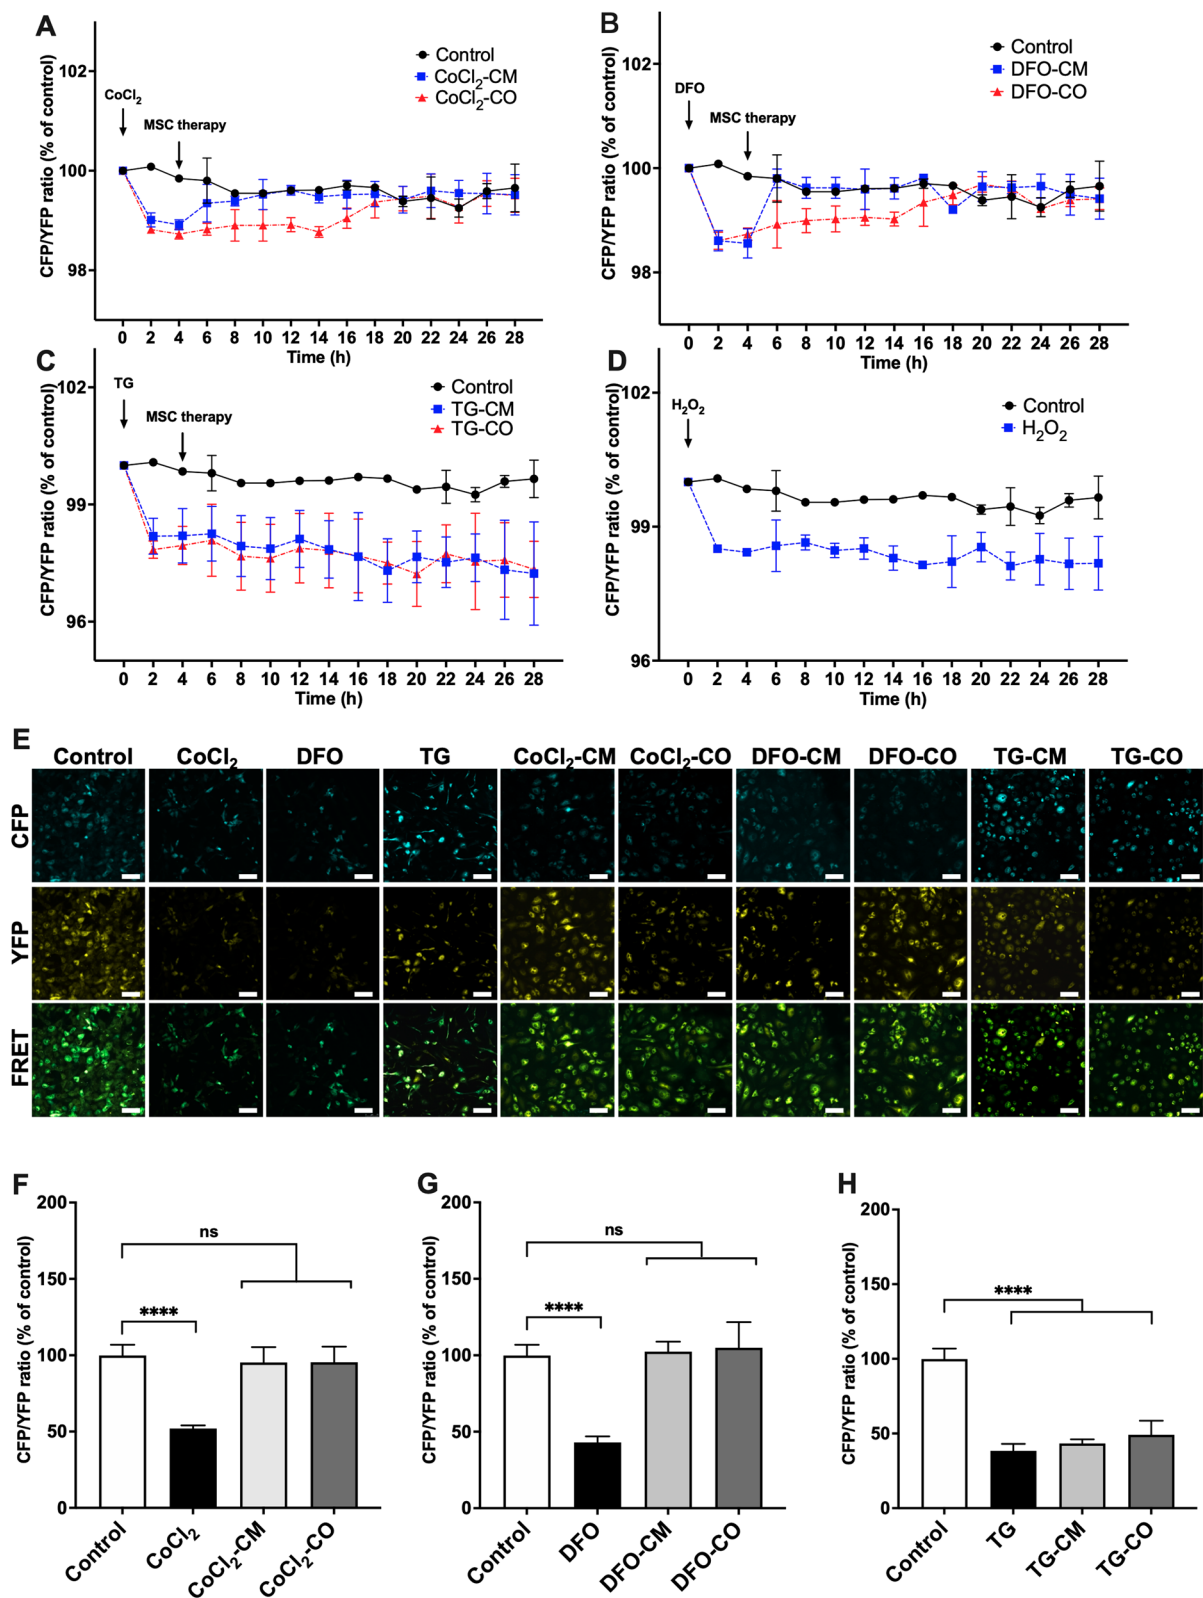 A
CFP/YFP ratio (% of control)
102
100
98
CoCl2
MSC therapy
Control
CoCl2-CM
CoCl2-CO
0 2 4 6 8 10 12 14 16 18 20 22 24 26 28
Time (h)
B
CFP/YFP ratio (% of control)
102
100
98
DFO
MSC therapy
Control
DFO-CM
DFO-CO
0 2 4 6 8 10 12 14 16 18 20 22 24 26 28
Time (h)
C
CFP/YFP ratio (% of control)
102
99
96
TG
MSC therapy
Control
TG-CM
TG-CO
0 2 4 6 8 10 12 14 16 18 20 22 24 26 28
Time (h)
D
CFP/YFP ratio (% of control)
102
99
96
H2O2
Control
H2O2
0 2 4 6 8 10 12 14 16 18 20 22 24 26 28
Time (h)
E
Control CoCl2 DFO TG CoCl2-CM CoCl2-CO DFO-CM DFO-CO TG-CM TG-CO
CFP
YFP
FRET
F
CFP/YFP ratio (% of control)
200
150
100
50
0
ns
****
Control CoCl2 CoCl2-CM CoCl2-CO
G
CFP/YFP ratio (% of control)
200
150
100
50
0
ns
****
Control DFO DFO-CM DFO-CO
H
CFP/YFP ratio (% of control)
200
150
100
50
0
****
Control TG TG-CM TG-CO